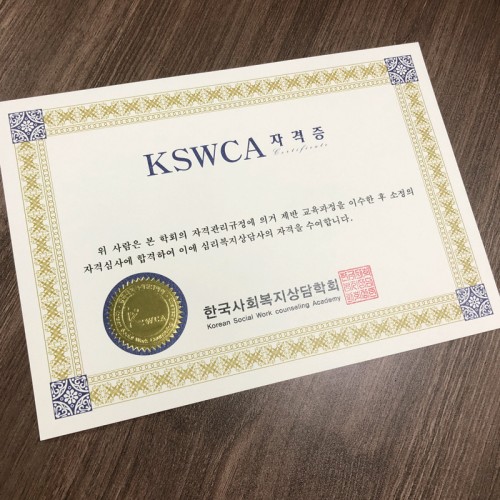 KSWCA 자격증
Certificate
위 사람은 본 학회의 자격관리규정에 의거 제반 교육과정을 이수한 후 소정의
자격심사에 합격하여 이에 심리복지상담사의 자격을 수여합니다.
한국사회복지상담학회
Korean Social Work counseling Academy
KSWCA